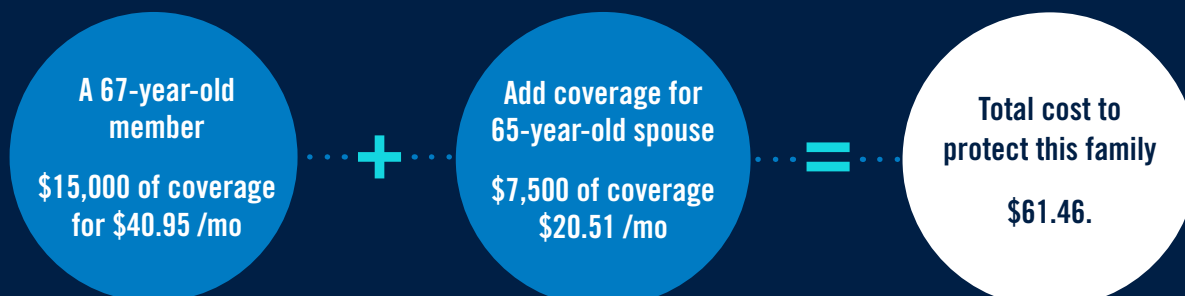 A 67-year-old
member
$15,000 of coverage
for $40.95 /mo
+
Add coverage for
65-year-old spouse
$7,500 of coverage
$20.51 /mo
=
Total cost to
protect this family
$61.46.